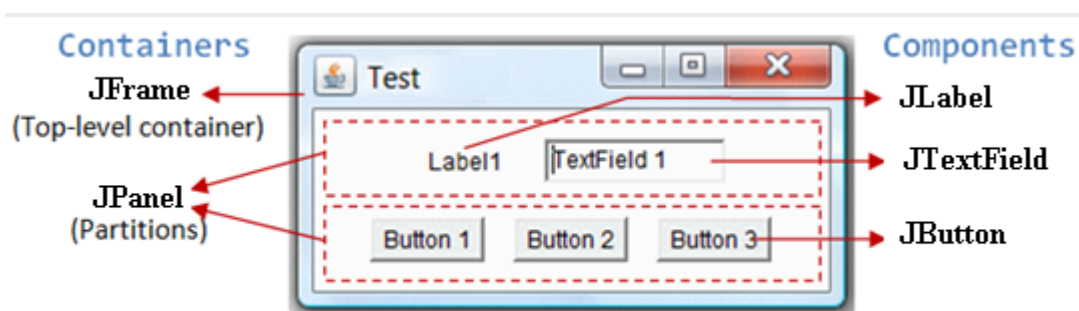 Containers
Components
JFrame
(Top-level container)
Test
JLabel
Label1
TextField 1
JTextField
JPanel
(Partitions)
Button 1
Button 2
Button 3
JButton